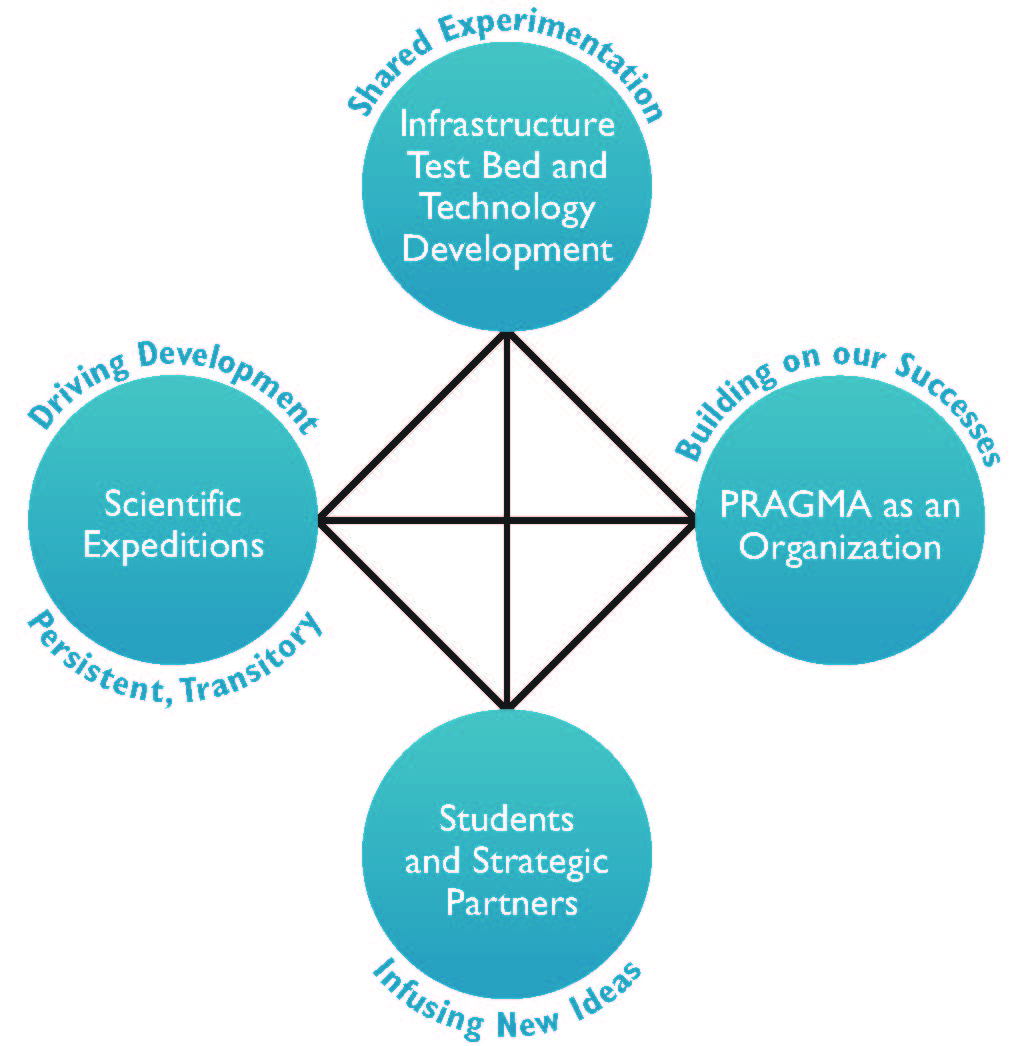 Shared Experimentation
Infrastructure
Test Bed and
Technology
Development
Driving Development
Scientific
Expeditions
Persistent, Transitory
Building on our Successes
PRAGMA as an
Organization
Students
and Strategic
Partners
Infusing New Ideas